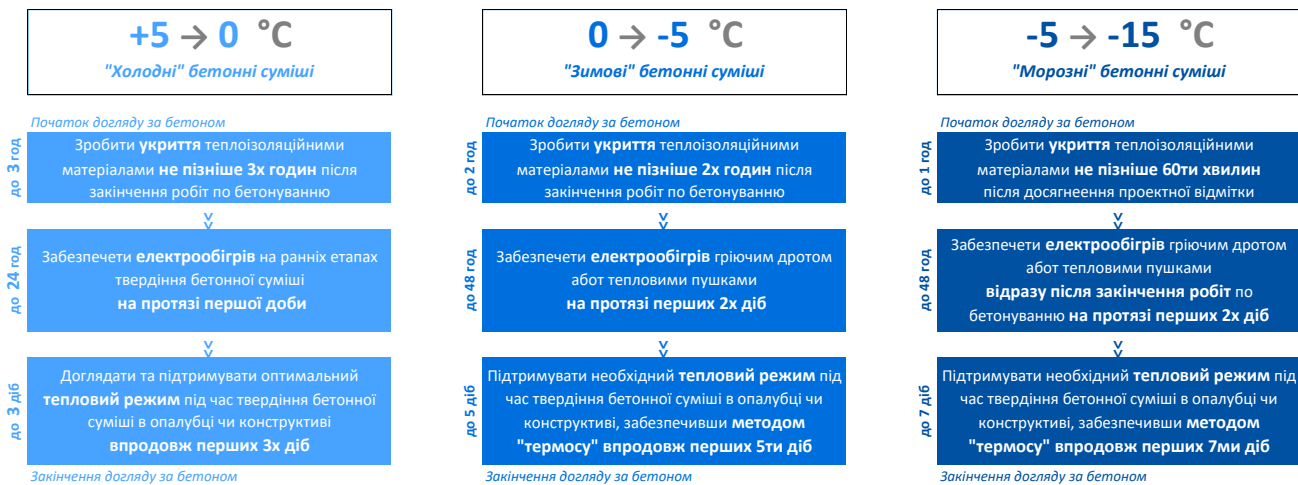 +5 → 0 °C
"Холодні" бетонні суміші
Початок догляду за бетоном
до 3 год
Зробити укриття теплоізоляційними
матеріалами не пізніше 3х годин після
закінчення робіт по бетонуванню
до 24 год
Забезпечети електрообігрів на ранніх етапах
твердіння бетонної суміші
на протязі першої доби
до 3 діб
Доглядати та підтримувати оптимальний
тепловий режим під час твердіння бетонної
суміші в опалубці чи конструктиві
впродовж перших 3х діб
Закінчення догляду за бетоном
0 → -5 °C
"Зимові" бетонні суміші
Початок догляду за бетоном
до 2 год
Зробити укриття теплоізоляційними
матеріалами не пізніше 2х годин після
закінчення робіт по бетонуванню
до 48 год
Забезпечети електрообігрів гріючим дротом
абот тепловими пушками
на протязі перших 2х діб
до 5 діб
Підтримувати необхідний тепловий режим під
час твердіння бетонної суміші в опалубці чи
конструктиві, забезпечивши методом
"термосу" впродовж перших 5ти діб
Закінчення догляду за бетоном
-5 → -15 °C
"Морозні" бетонні суміші
Початок догляду за бетоном
до 1 год
Зробити укриття теплоізоляційними
матеріалами не пізніше 60ти хвилин
після досягнеення проектної відмітки
до 48 год
Забезпечети електрообігрів гріючим дротом
абот тепловими пушками
відразу після закінчення робіт по
бетонуванню на протязі перших 2х діб
до 7 діб
Підтримувати необхідний тепловий режим під
час твердіння бетонної суміші в опалубці чи
конструктиві, забезпечивши методом
"термосу" впродовж перших 7ми діб
Закінчення догляду за бетоном